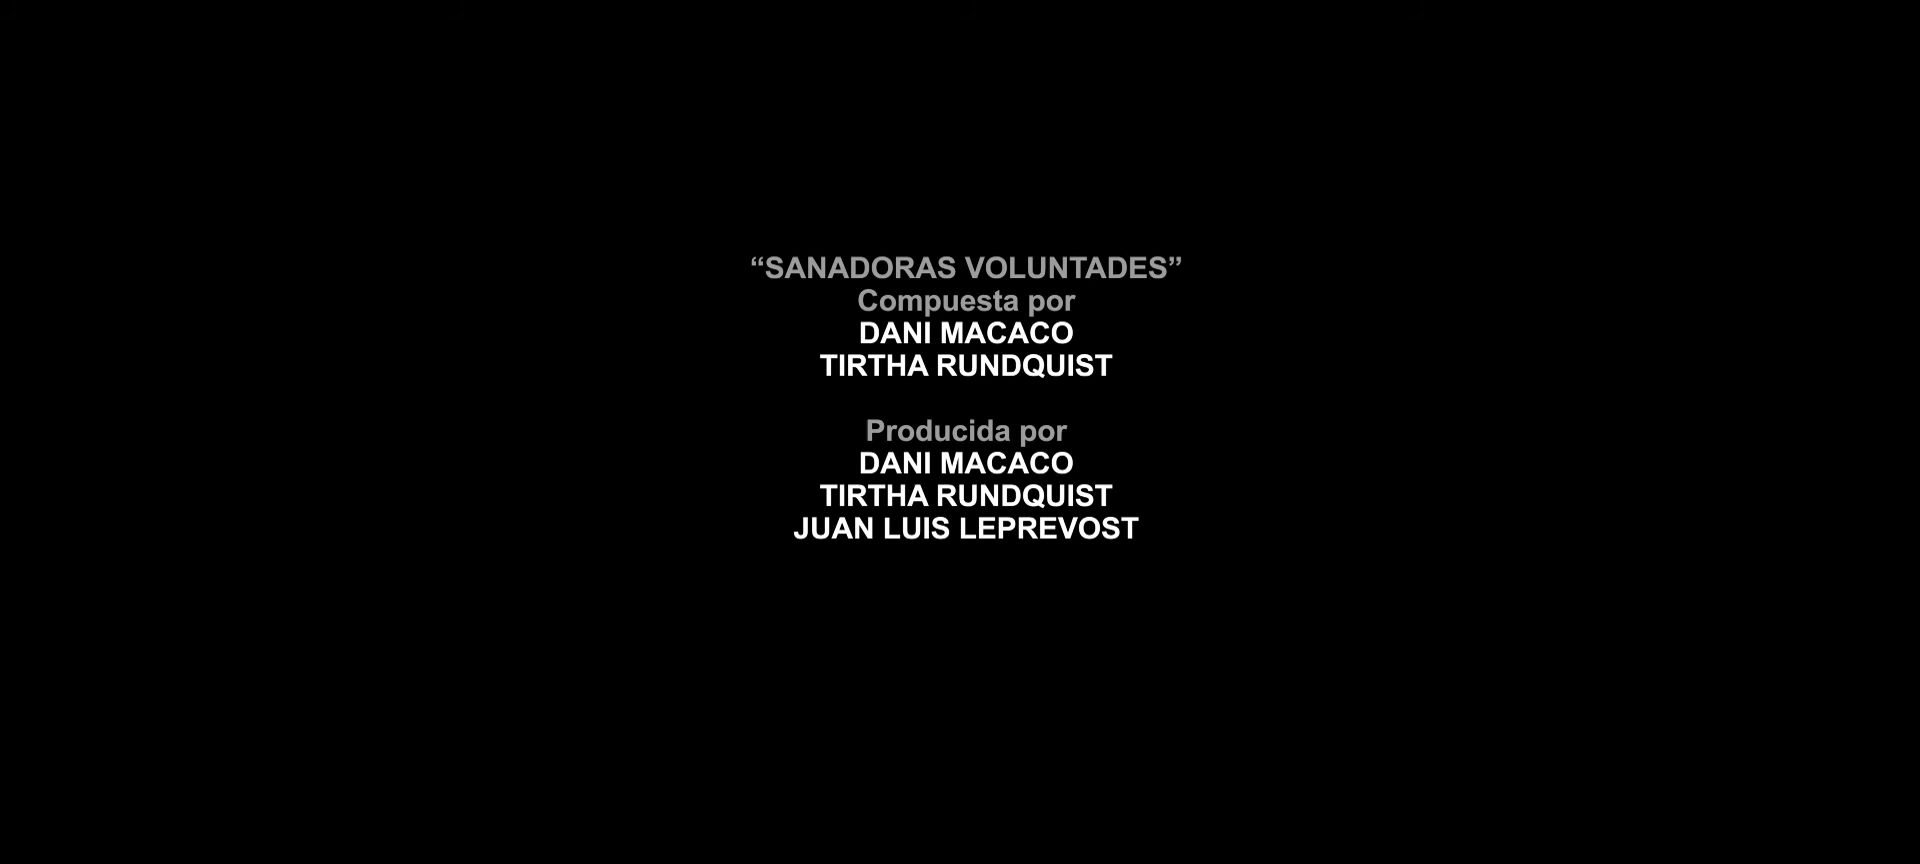 “SANADORAS VOLUNTADES”
Compuesta por
DANI MACACO
TIRTHA RUNDQUIST
Producida por
DANI MACACO
TIRTHA RUNDQUIST
JUAN LUIS LEPREVOST